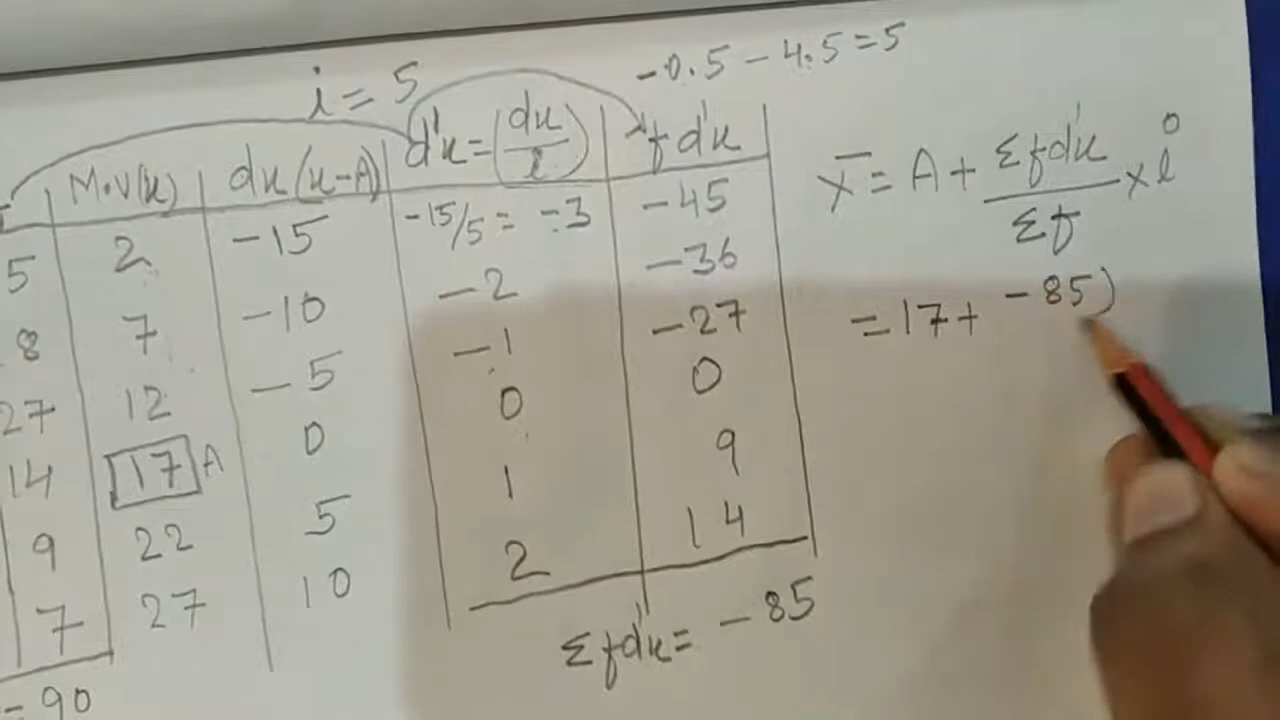 i = 5
-0.5 - 4.5 = 5
M.V(x) dx (x-A) d'x = (dx/i) fd'x
5 2 -15 -15/5 = -3 -45
8 7 -10 -2 -36
27 12 -5 -1 -27
14 17 A 0 0 0
9 22 5 1 9
7 27 10 2 14
= 90
Σfd'x = -85
X̄ = A + Σfd'x/Σf × i
= 17 + -85)